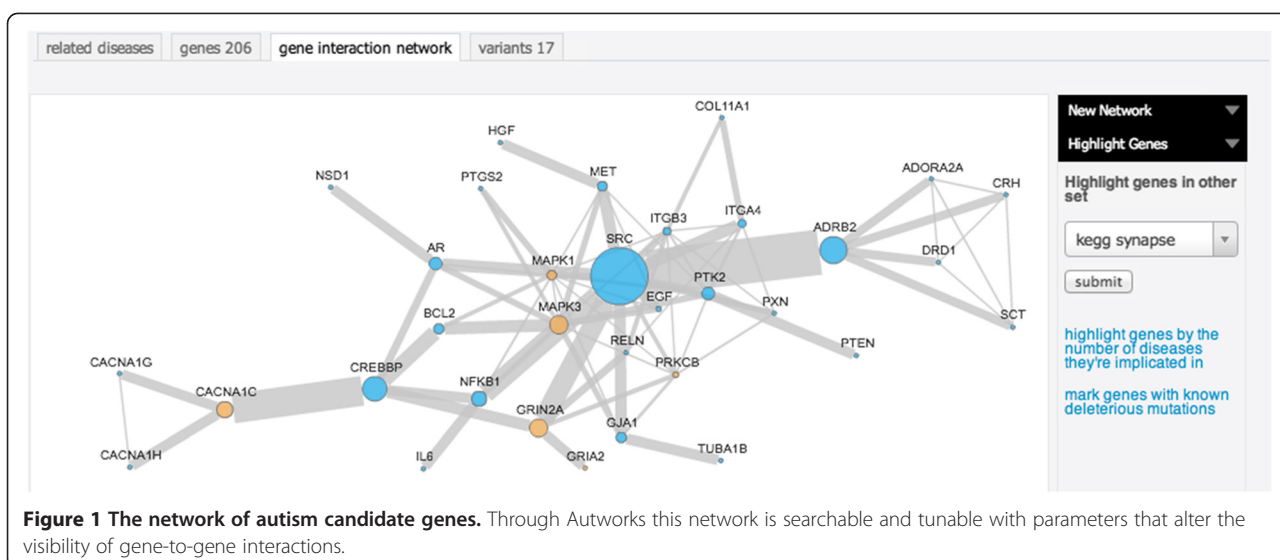 related diseases
genes 206
gene interaction network
variants 17
COL11A1
HGF
NSD1
PTGS2
MET
ADORA2A
CRH
ITGB3
ITGA4
ADRB2
SRC
AR
MAPK1
DRD1
PTK2
EGF
PXN
MAPK3
BCL2
SCT
RELN
PTEN
PRKCB
CACNA1G
CREBBP
CACNA1C
NFKB1
GRIN2A
GJA1
CACNA1H
IL6
GRIA2
TUBA1B
New Network
Highlight Genes
Highlight genes in other
set
kegg synapse
submit
highlight genes by the
number of diseases
they're implicated in
mark genes with known
deleterious mutations
Figure 1 The network of autism candidate genes. Through Autworks this network is searchable and tunable with parameters that alter the
visibility of gene-to-gene interactions.